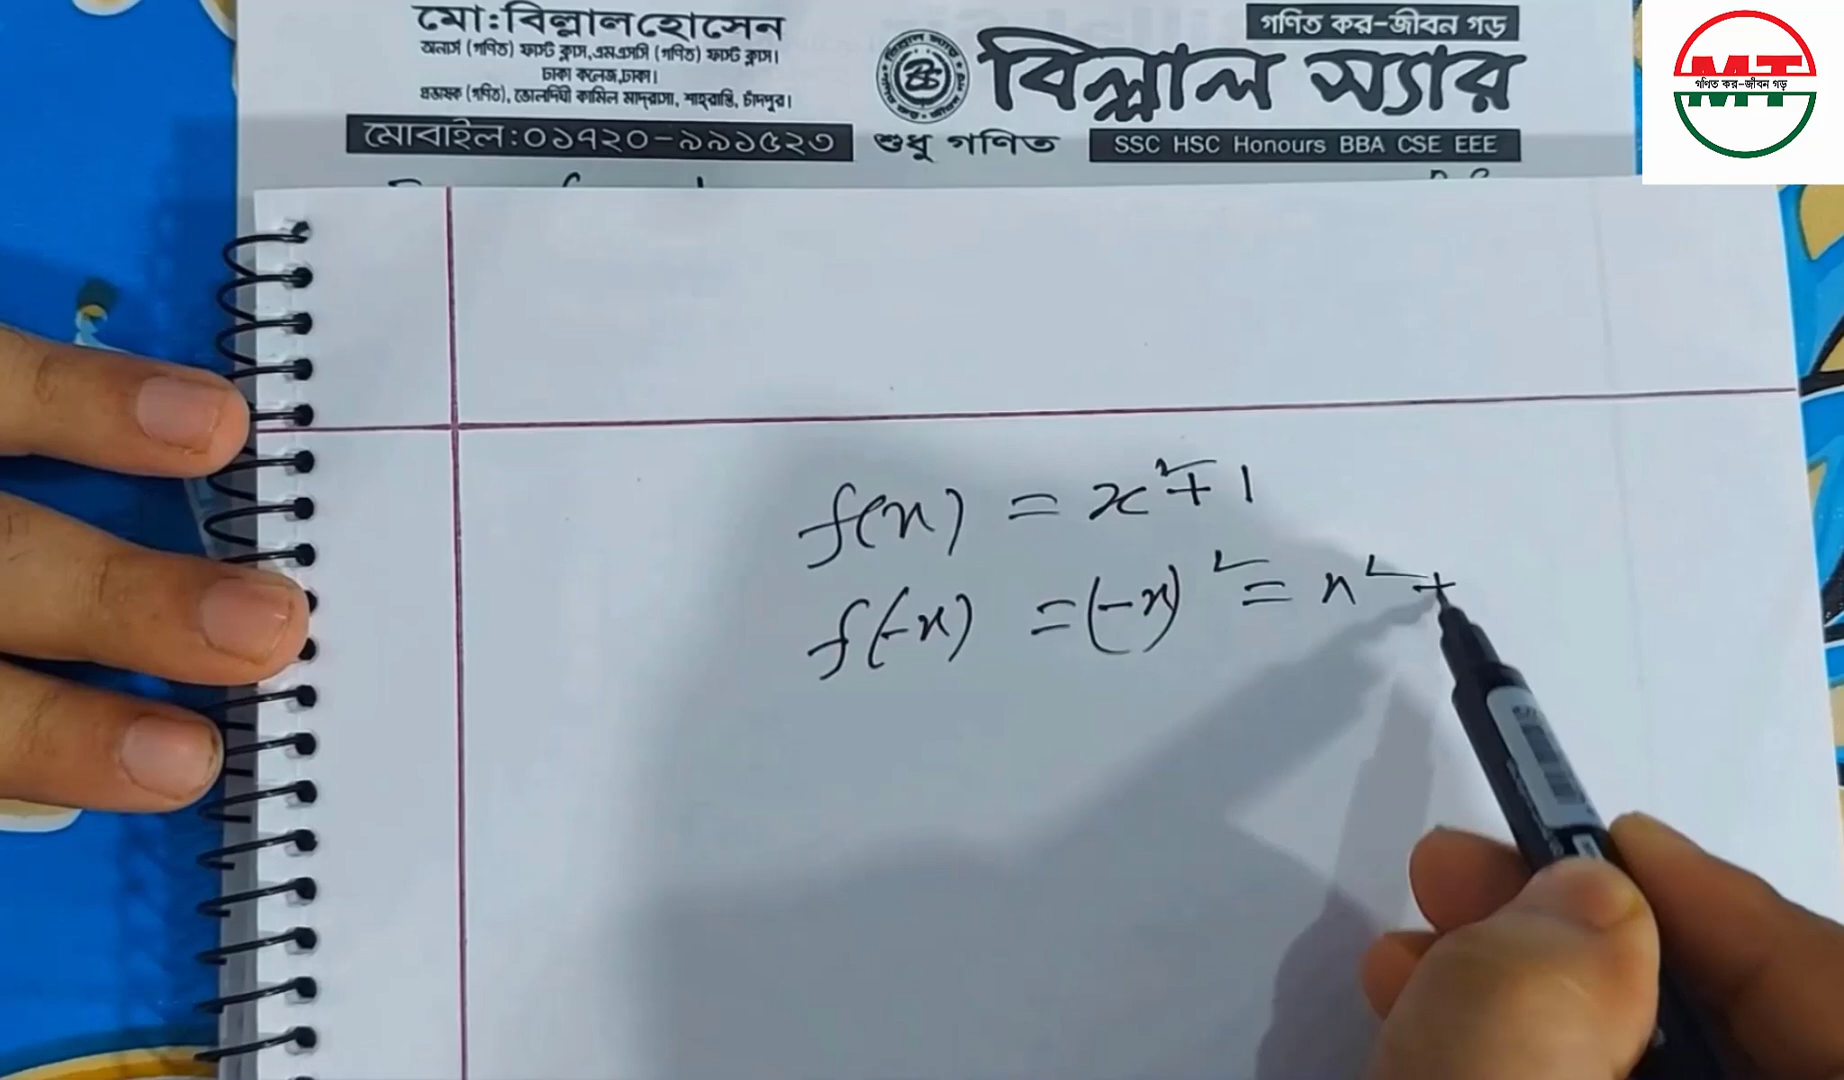 মো:বিল্লাল হোসেন
অনার্স (গণিত) ফার্স্ট ক্লাস,এমএসসি (গণিত) ফার্স্ট ক্লাস।
ঢাকা কলেজ,ঢাকা।
প্রভাষক (গণিত), ভোলদিঘী কামিল মাদ্রাসা, শাহরাস্তি, চাঁদপুর।
মোবাইল:০১৭২০-৯৯১৫২৩
গণিত কর-জীবন গড়
বিল্লাল স্যার
শুধু গণিত
SSC HSC Honours BBA CSE EEE
MT
গণিত কর-জীবন গড়
f(x) = x² + 1
f(-x) = (-x)² = x² +